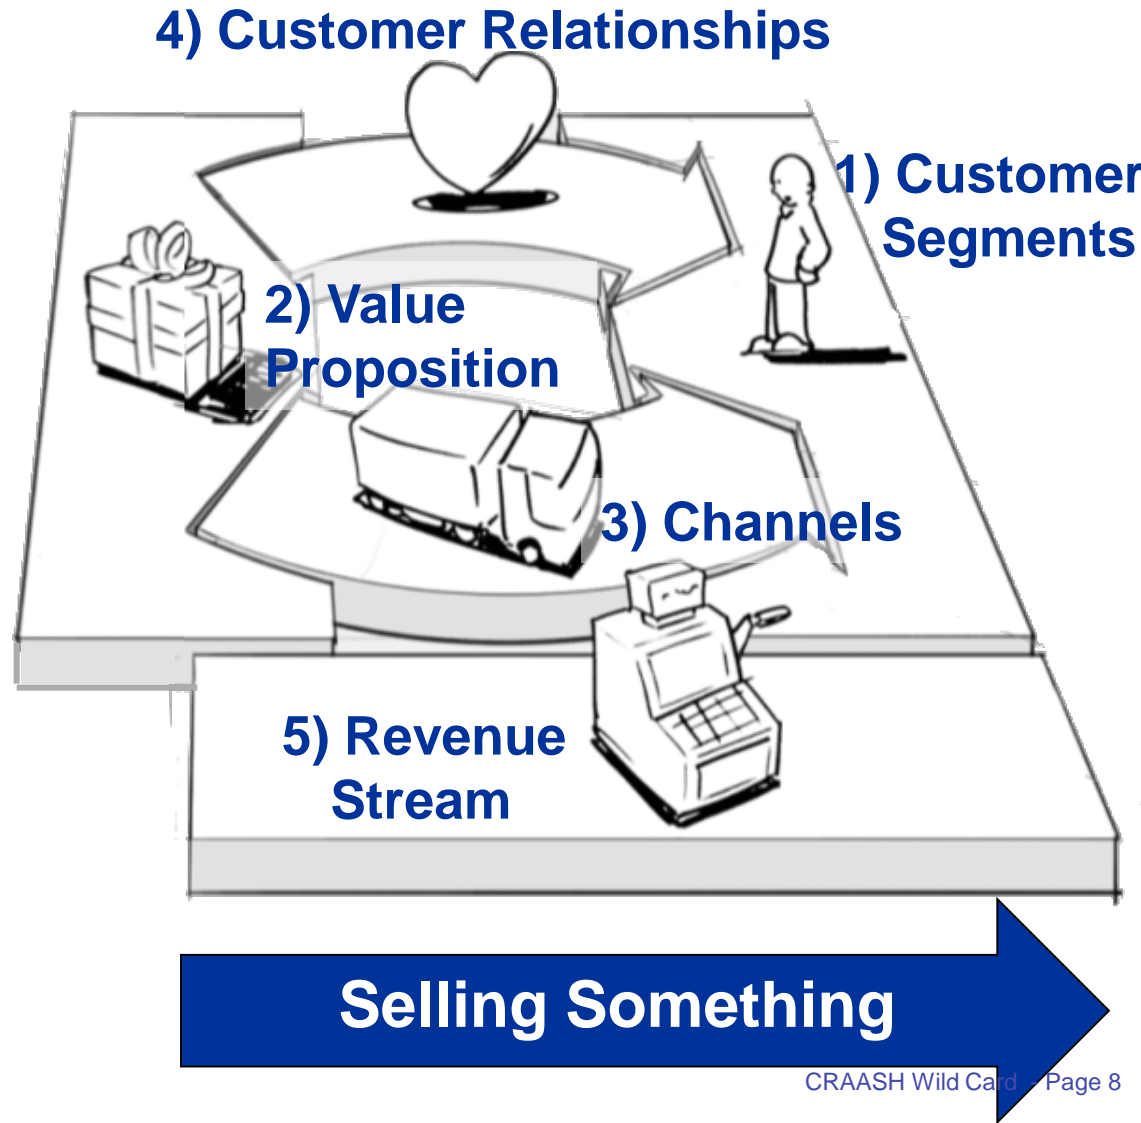 4) Customer Relationships
1) Customer
Segments
2) Value
Proposition
3) Channels
5) Revenue
Stream
Selling Something
CRAASH Wild Card - Page 8